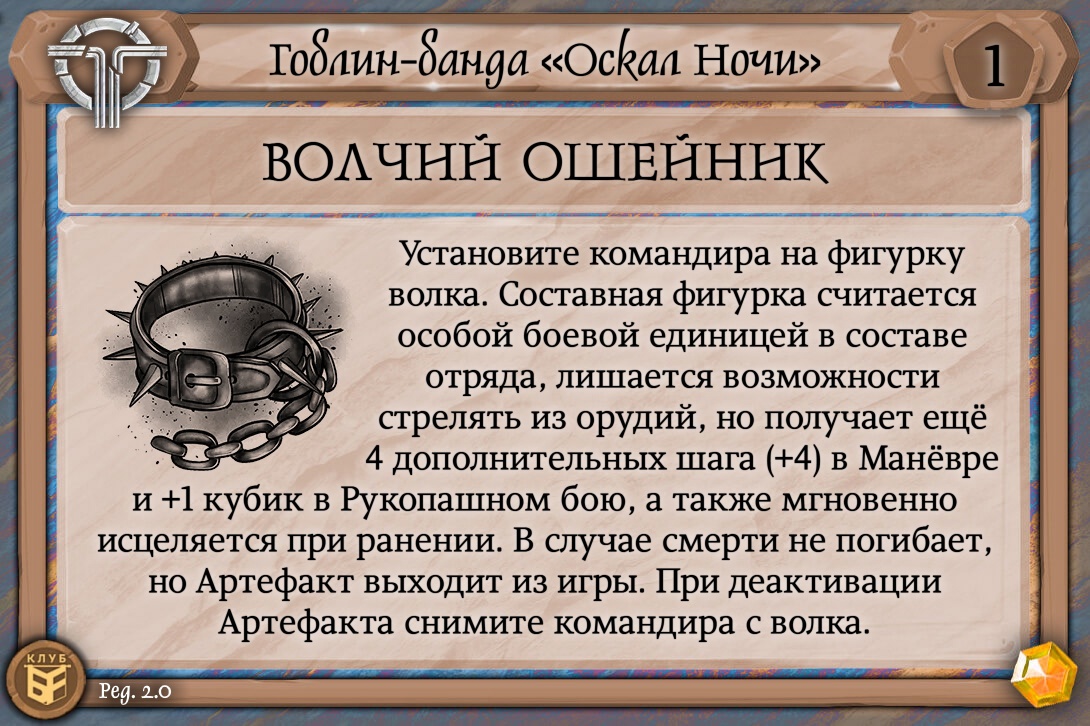 Гоблин-банда «Оскал Ночи»
1
ВОЛЧИЙ ОШЕЙНИК
Установите командира на фигурку
волка. Составная фигурка считается
особой боевой единицей в составе
отряда, лишается возможности
стрелять из орудий, но получает ещё
4 дополнительных шага (+4) в Манёвре
и +1 кубик в Рукопашном бою, а также мгновенно
исцеляется при ранении. В случае смерти не погибает,
но Артефакт выходит из игры. При деактивации
Артефакта снимите командира с волка.
КЛУБ
Ред. 2.0